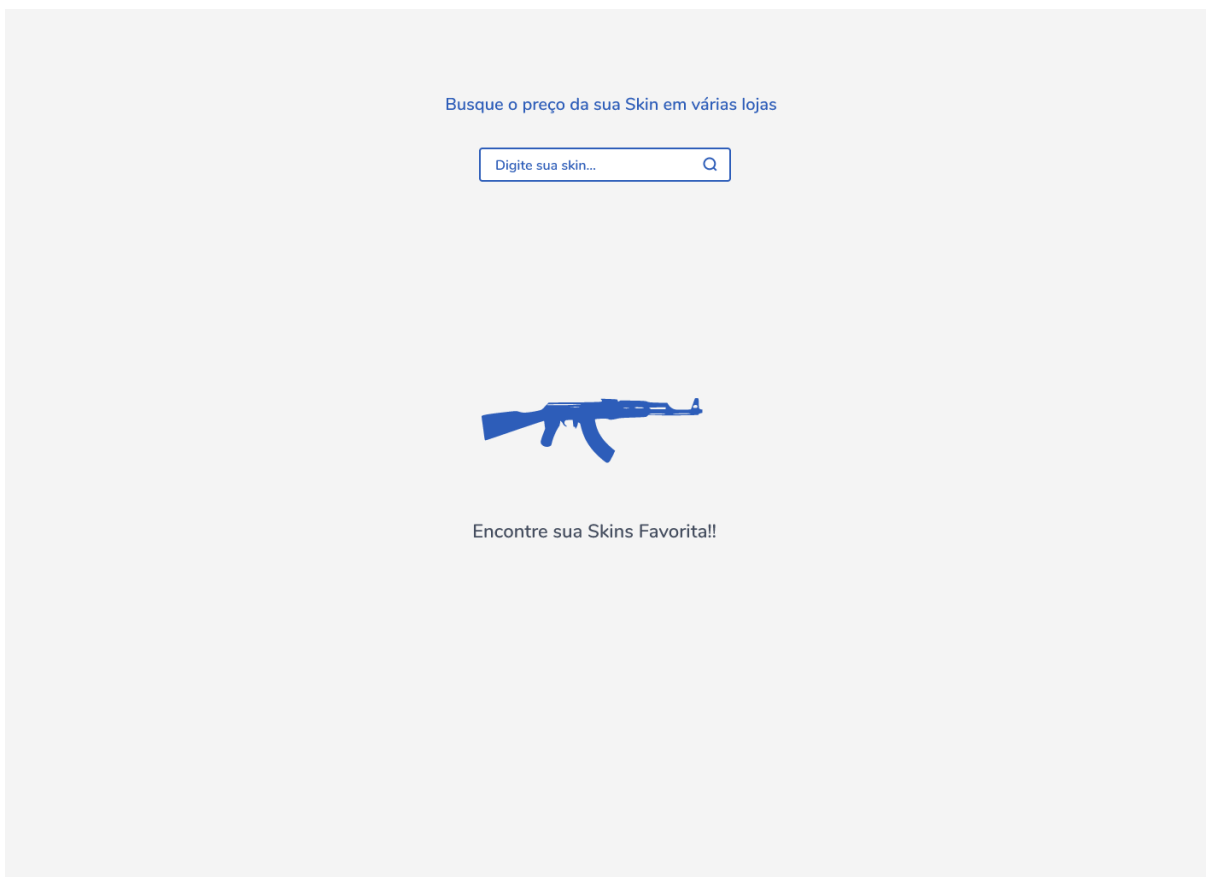 Busque o preço da sua Skin em várias lojas
Digite sua skin...
Encontre sua Skins Favorita!!